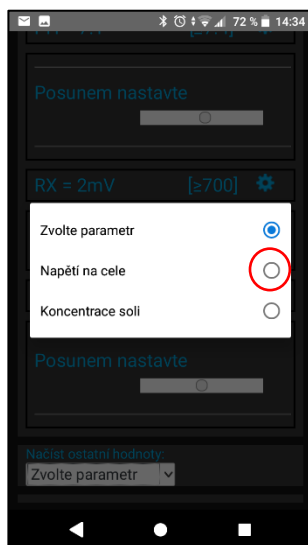 72 % 14:34
Posunem nastavte
RX = 2mV [≥700]
Zvolte parametr
Napětí na cele
Koncentrace soli
Posunem nastavte
Načíst ostatní hodnoty:
Zvolte parametr